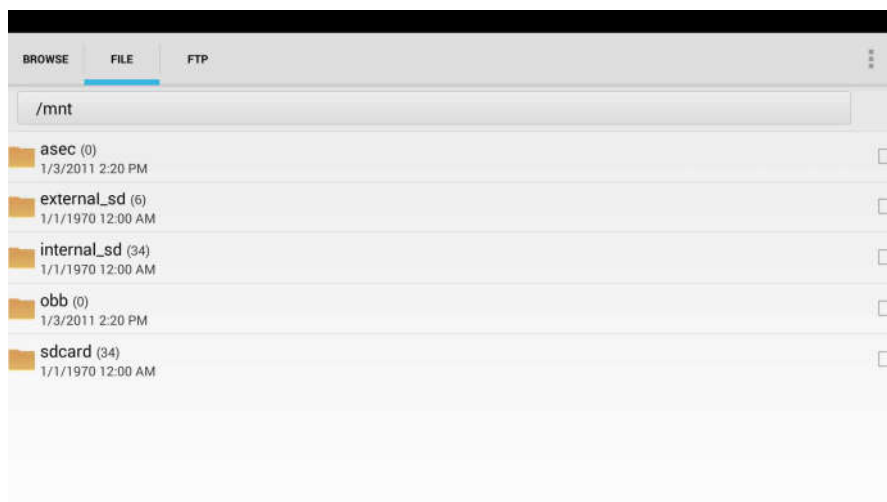 BROWSE FILE FTP
/mnt
asec (0)
1/3/2011 2:20 PM
external_sd (6)
1/1/1970 12:00 AM
internal_sd (34)
1/1/1970 12:00 AM
obb (0)
1/3/2011 2:20 PM
sdcard (34)
1/1/1970 12:00 AM